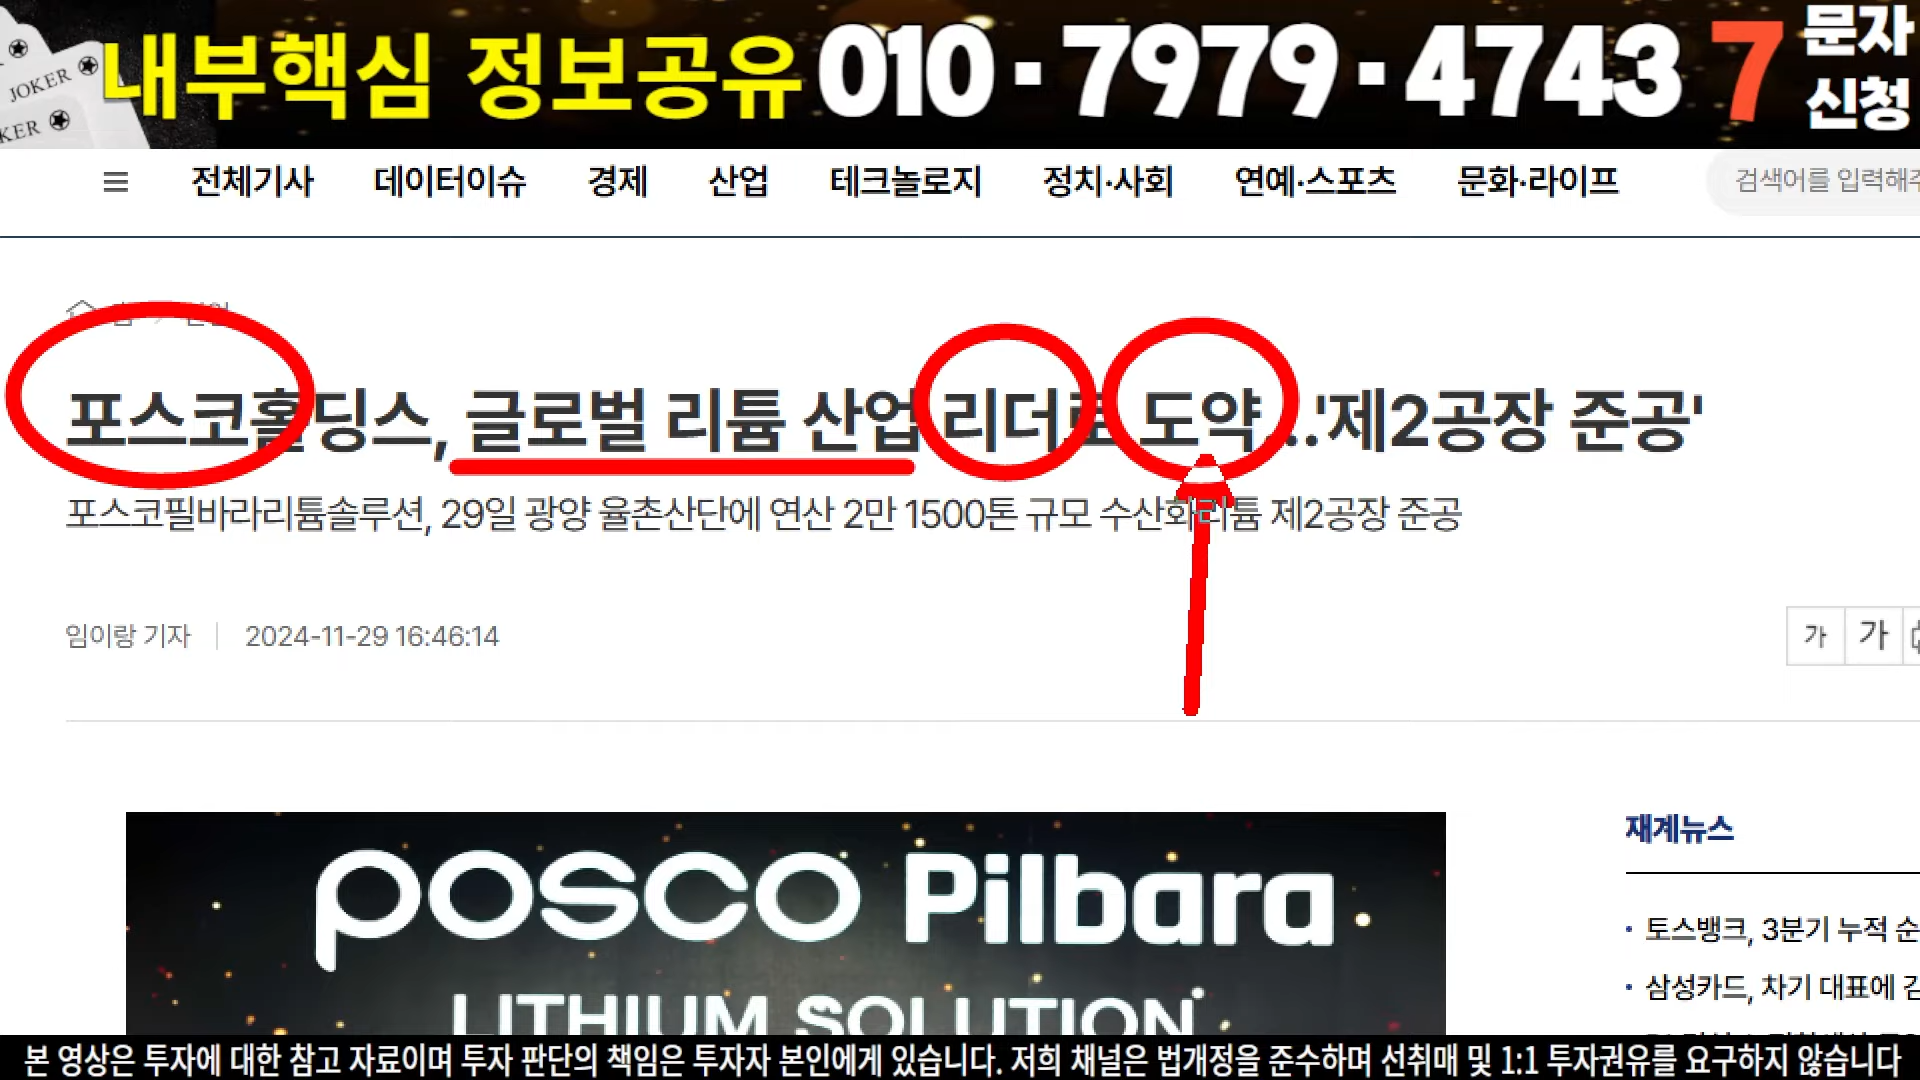 JOKER
KER
내부핵심 정보공유 010·7979·4743 7 문자
신청
전체기사 데이터이슈 경제 산업 테크놀로지 정치·사회 연예·스포츠 문화·라이프 검색어를 입력해주
포스코홀딩스, 글로벌 리튬 산업 리더로 도약...'제2공장 준공'
포스코필바라리튬솔루션, 29일 광양 율촌산단에 연산 2만 1500톤 규모 수산화리튬 제2공장 준공
임이랑 기자 2024-11-29 16:46:14
가 가
재계뉴스
posco Pilbara
LITHIUM SOLUTION
· 토스뱅크, 3분기 누적 순
· 삼성카드, 차기 대표에 김
본 영상은 투자에 대한 참고 자료이며 투자 판단의 책임은 투자자 본인에게 있습니다. 저희 채널은 법개정을 준수하며 선취매 및 1:1 투자권유를 요구하지 않습니다